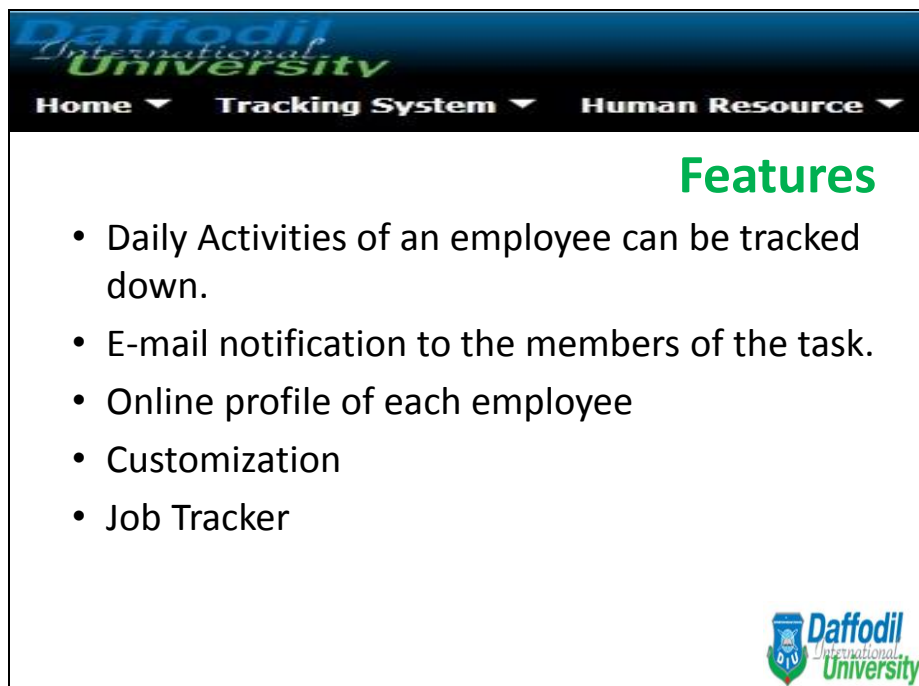 Daffodil
International
University
Home Tracking System Human Resource
Features
• Daily Activities of an employee can be tracked
down.
• E-mail notification to the members of the task.
• Online profile of each employee
• Customization
• Job Tracker
DIU
Daffodil
International
University